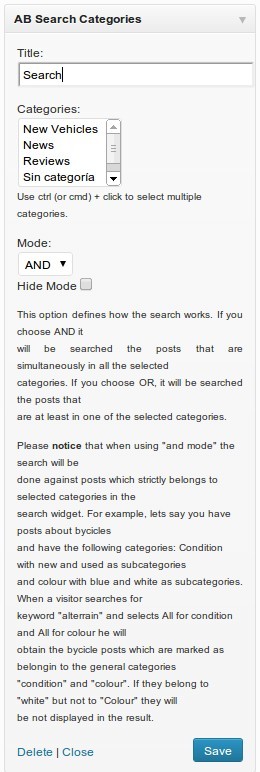 AB Search Categories
Title:
Search
Categories:
New Vehicles
News
Reviews
Sin categoría
Use ctrl (or cmd) + click to select multiple
categories.
Mode:
AND
Hide Mode
This option defines how the search works. If you
choose AND it
will be searched the posts that are
simultaneously in all the selected
categories. If you choose OR, it will be searched
the posts that
are at least in one of the selected categories.
Please notice that when using "and mode" the
search will be
done against posts which strictly belongs to
selected categories in the
search widget. For example, lets say you have
posts about bycicles
and have the following categories: Condition
with new and used as subcategories
and colour with blue and white as subcategories.
When a visitor searches for
keyword "alterrain" and selects All for condition
and All for colour he will
obtain the bycicle posts which are marked as
belongin to the general categories
"condition" and "colour". If they belong to
"white" but not to "Colour" they will
be not displayed in the result.
Delete | Close
Save